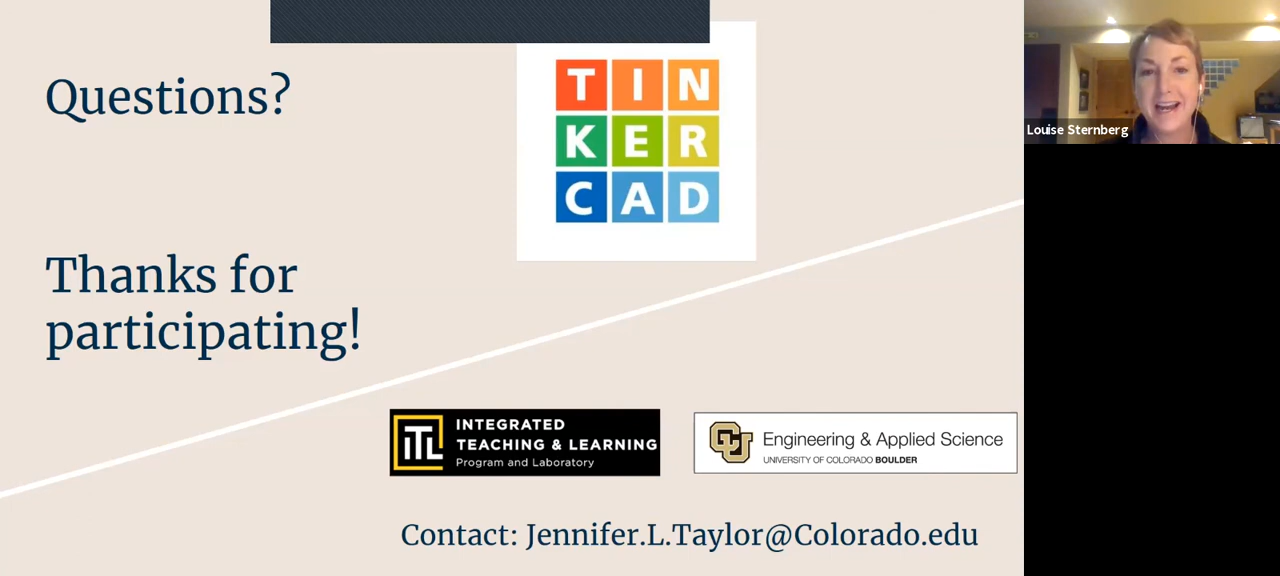 Questions?
TIN
KER
CAD
Louise Sternberg
Thanks for
participating!
ITL
INTEGRATED
TEACHING & LEARNING
Program and Laboratory
CU
Engineering & Applied Science
UNIVERSITY OF COLORADO BOULDER
Contact: Jennifer.L.Taylor@Colorado.edu